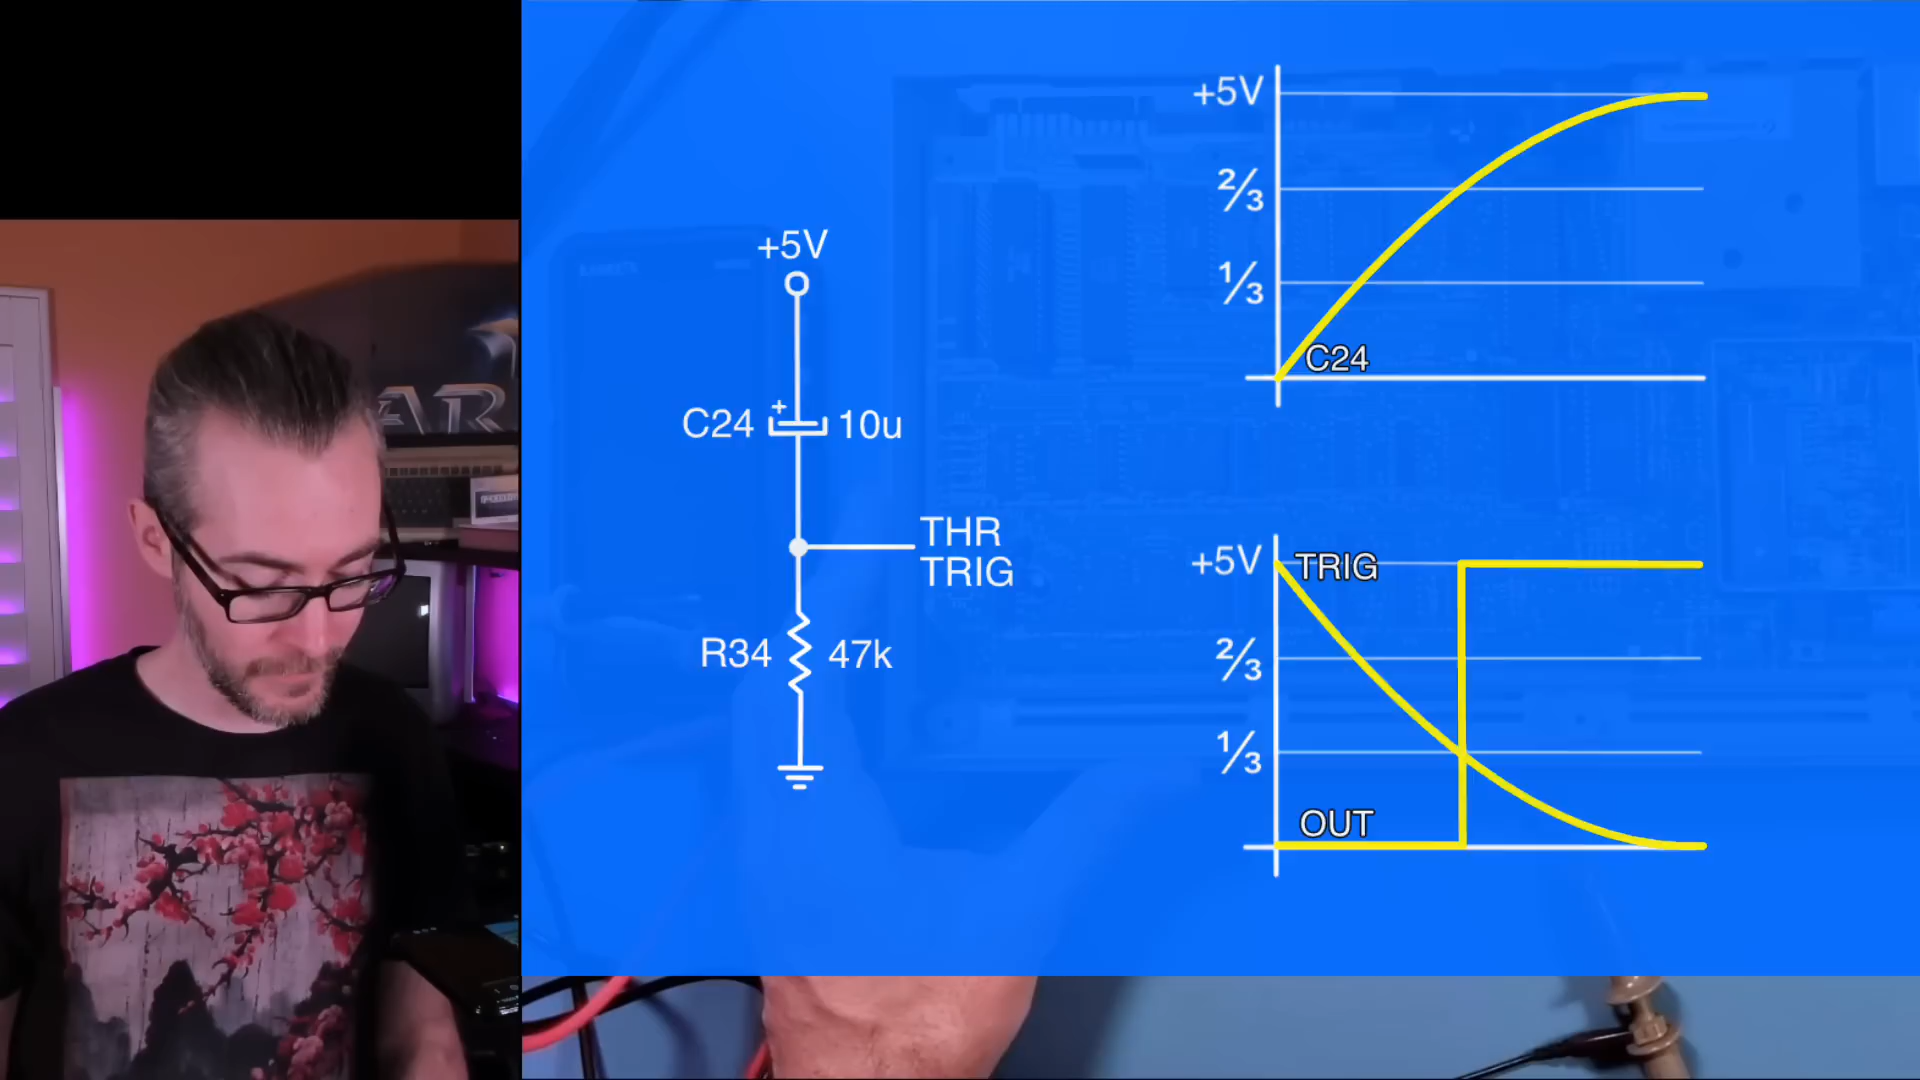 AR
+5V
C24
+
10u
THR
TRIG
R34
47k
+5V
⅔
⅓
C24
+5V
TRIG
⅔
⅓
OUT